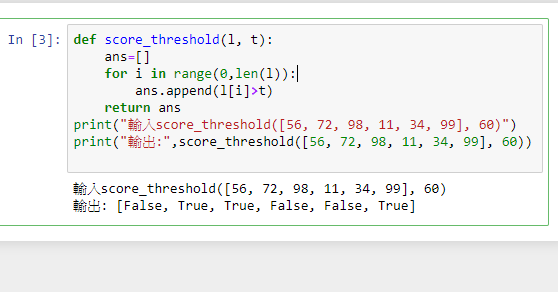 In [3]: def score_threshold(l, t):
    ans=[]
    for i in range(0,len(l)):
        ans.append(l[i]>t)
    return ans
print("輸入score_threshold([56, 72, 98, 11, 34, 99], 60)")
print("輸出:",score_threshold([56, 72, 98, 11, 34, 99], 60))
輸入score_threshold([56, 72, 98, 11, 34, 99], 60)
輸出: [False, True, True, False, False, True]